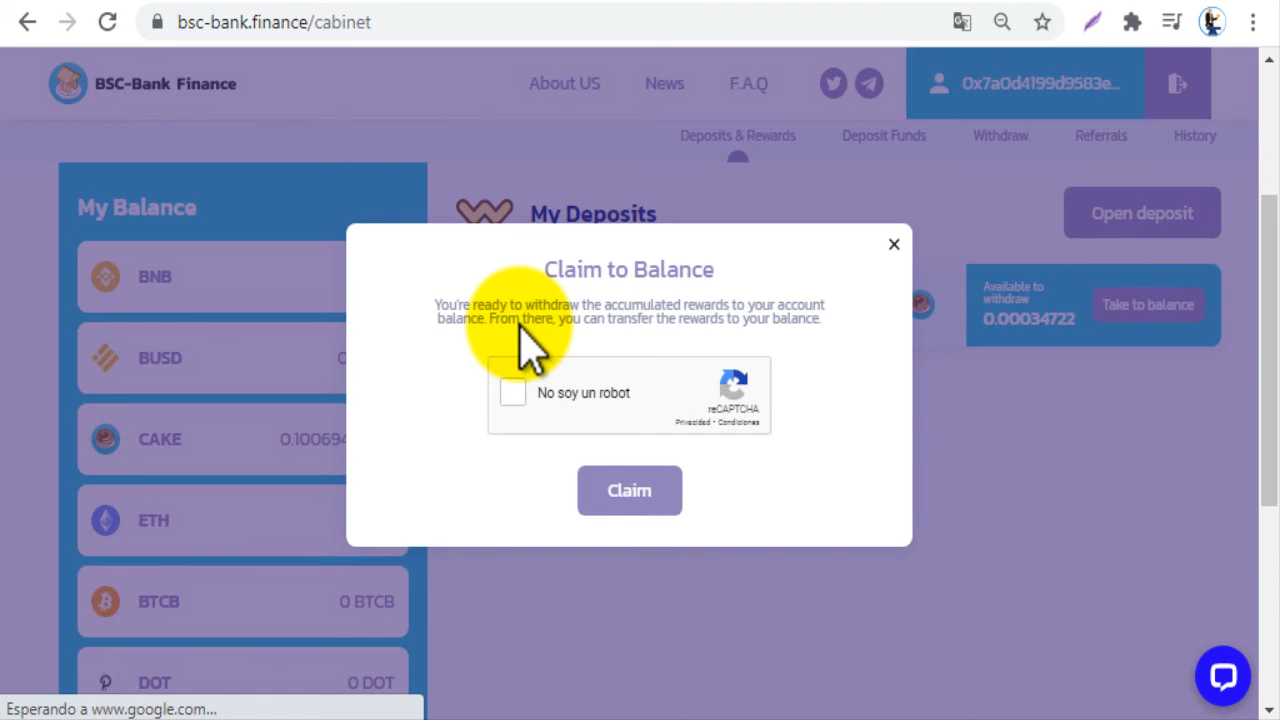 bsc-bank.finance/cabinet
BSC-Bank Finance
About US
News
F.A.Q
0x7a0d4199d9583e...
Deposits & Rewards
Deposit Funds
Withdraw
Referrals
History
My Balance
BNB
BUSD
CAKE 0.100694
ETH
BTCB 0 BTCB
DOT 0 DOT
My Deposits
Open deposit
Available to
withdraw
0.00034722
Take to balance
Claim to Balance
You're ready to withdraw the accumulated rewards to your account
balance. From there, you can transfer the rewards to your balance.
No soy un robot
reCAPTCHA
Privacidad • Condiciones
Claim
Esperando a www.google.com...